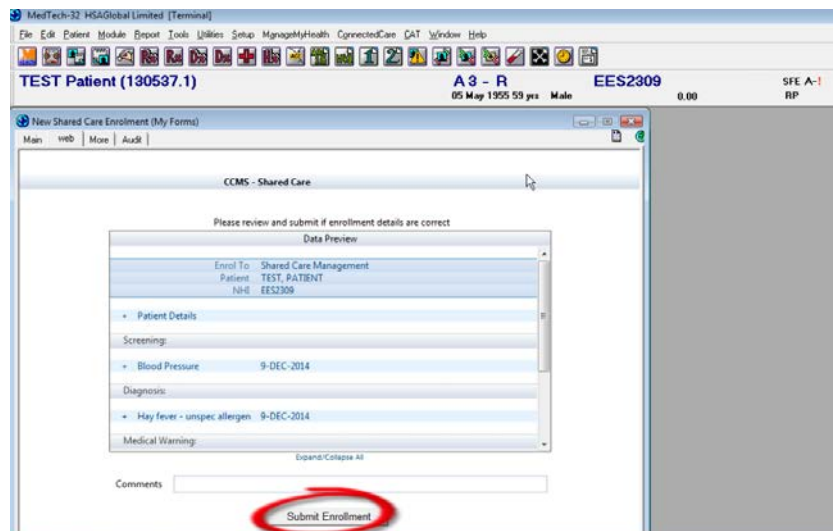 MedTech-32 HSAGlobal Limited [Terminal]
File Edit Patient Module Report Tools Utilities Setup ManageMyHealth ConnectedCare CAT Window Help
TEST Patient (130537.1) A 3 - R EES2309 SFE A-!
05 May 1955 59 yrs Male 0.00 RP
New Shared Care Enrolment (My Forms)
Main web More Audit
CCMS - Shared Care
Please review and submit if enrollment details are correct
Data Preview
Enrol To Shared Care Management
Patient TEST, PATIENT
NHI EES2309
+ Patient Details
Screening:
+ Blood Pressure 9-DEC-2014
Diagnosis:
+ Hay fever - unspec allergen 9-DEC-2014
Medical Warning:
Expand/Collapse All
Comments
Submit Enrollment